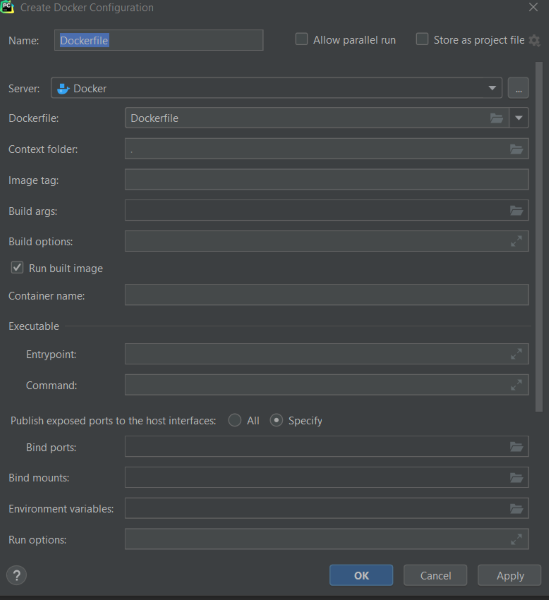 PC
Create Docker Configuration
Name: Dockerfile Allow parallel run Store as project file
Server: Docker ...
Dockerfile: Dockerfile
Context folder: .
Image tag:
Build args:
Build options:
Run built image
Container name:
Executable
Entrypoint:
Command:
Publish exposed ports to the host interfaces: All Specify
Bind ports:
Bind mounts:
Environment variables:
Run options:
? OK Cancel Apply